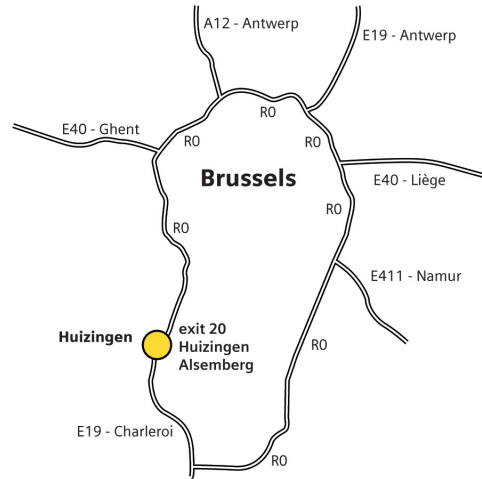 A12 - Antwerp
E19 - Antwerp
R0
E40 - Ghent
R0
R0
Brussels
E40 - Liège
R0
R0
E411 - Namur
Huizingen
exit 20
Huizingen
Alsemberg
R0
E19 - Charleroi
R0